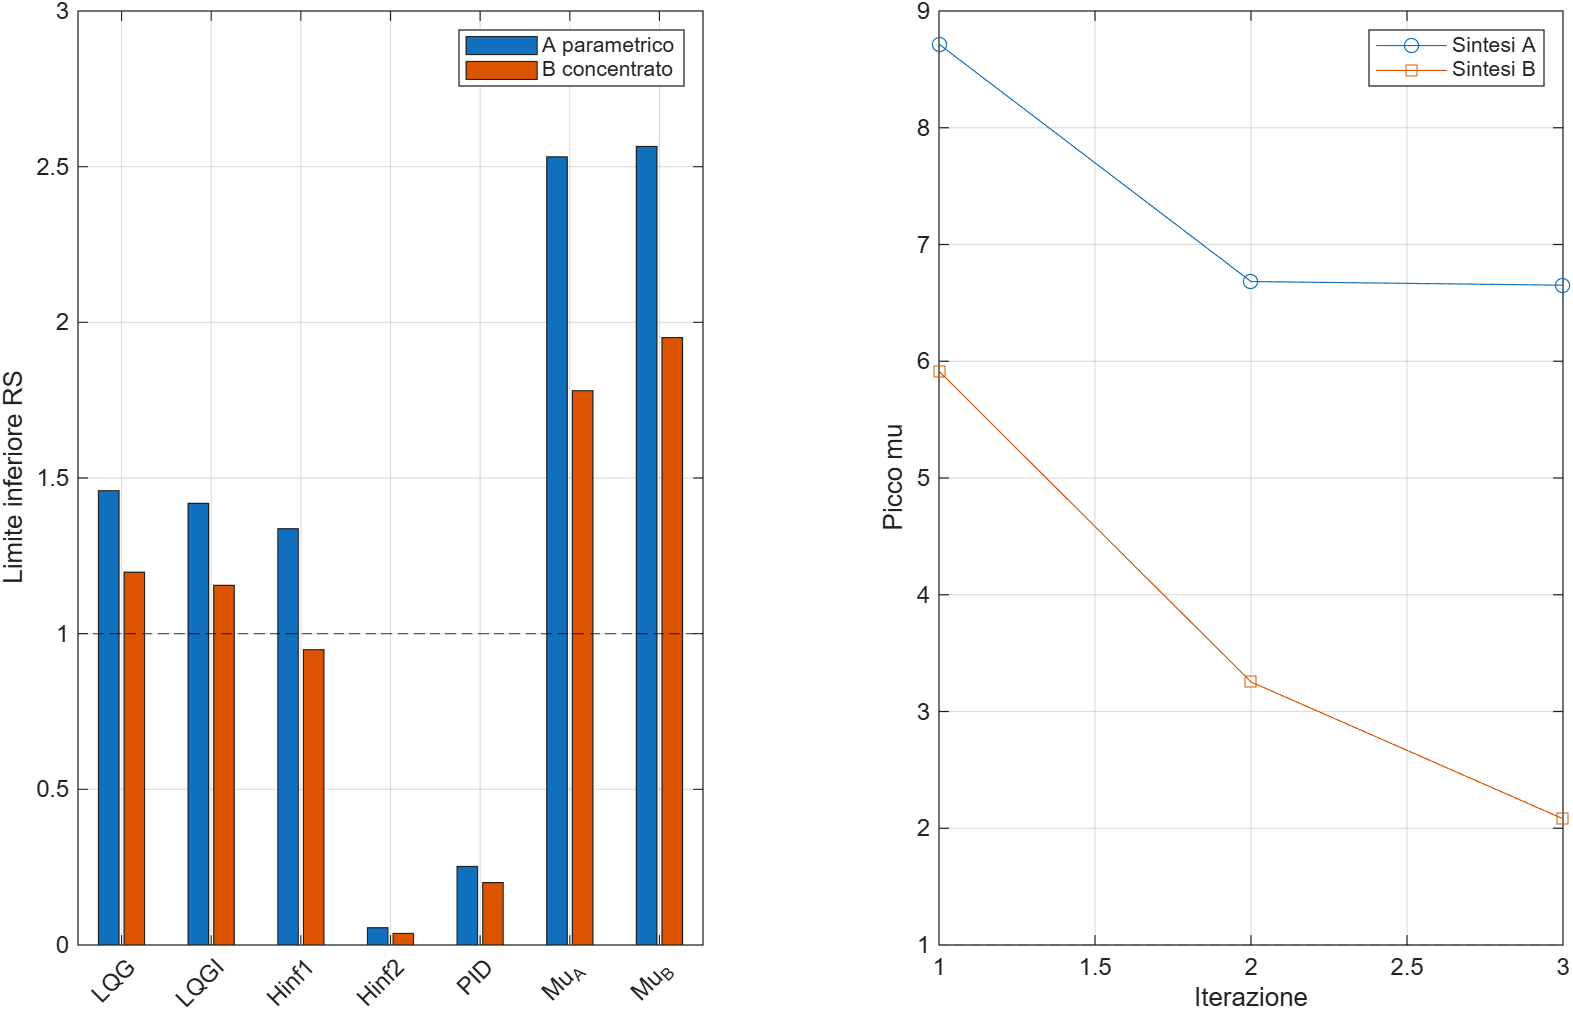 3
2.5
2
1.5
1
0.5
0
Limite inferiore RS
A parametrico
B concentrato
LQG
LQGI
Hinf1
Hinf2
PID
Mu_A
Mu_B
9
8
7
6
5
4
3
2
1
Picco mu
Sintesi A
Sintesi B
1
1.5
2
2.5
3
Iterazione